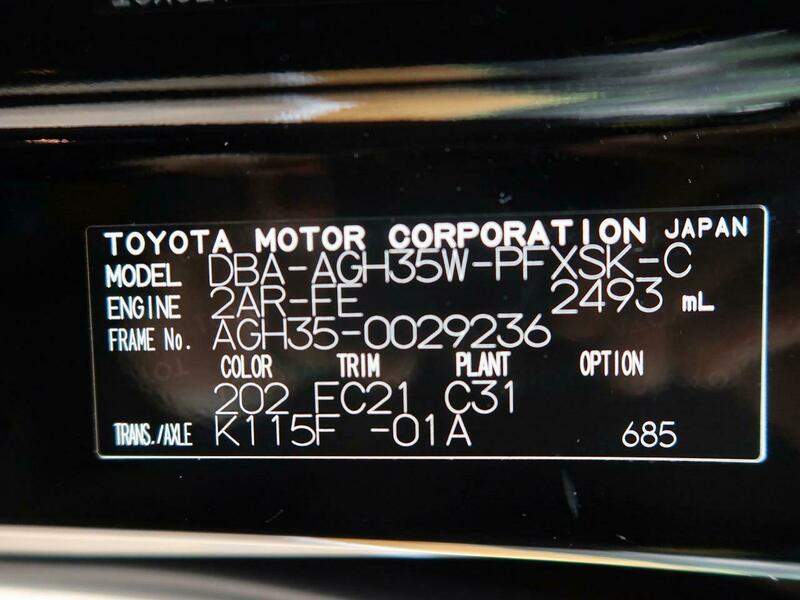 TOYOTA MOTOR CORPORATION JAPAN
MODEL DBA-AGH35W-PFXSK-C
ENGINE 2AR-FE 2493 mL
FRAME No. AGH35-0029236
COLOR TRIM PLANT OPTION
202 FC21 C31
TRANS./AXLE K115F -01A 685